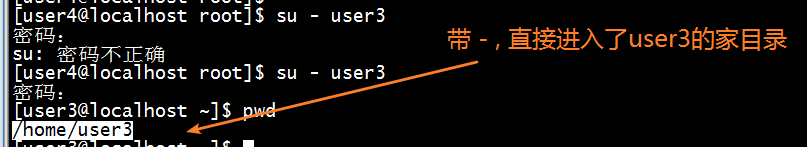 [user4@localhost root]$ su - user3
密码：
su: 密码不正确
[user4@localhost root]$ su - user3
密码：
[user3@localhost ~]$ pwd
/home/user3
[user3@localhost ~]$
带 - , 直接进入了user3的家目录